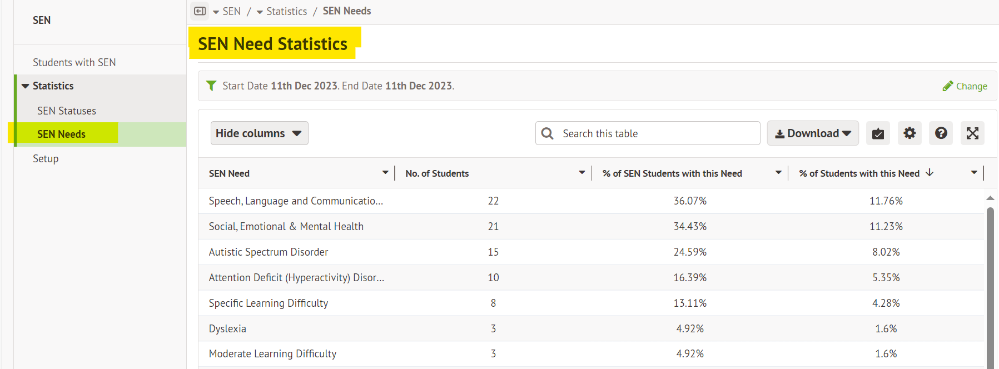 SEN
Students with SEN
Statistics
SEN Statuses
SEN Needs
Setup
SEN / Statistics / SEN Needs
SEN Need Statistics
Start Date 11th Dec 2023. End Date 11th Dec 2023.
Change
Hide columns
Search this table
Download
SEN Need No. of Students % of SEN Students with this Need % of Students with this Need
Speech, Language and Communicatio... 22 36.07% 11.76%
Social, Emotional & Mental Health 21 34.43% 11.23%
Autistic Spectrum Disorder 15 24.59% 8.02%
Attention Deficit (Hyperactivity) Disor... 10 16.39% 5.35%
Specific Learning Difficulty 8 13.11% 4.28%
Dyslexia 3 4.92% 1.6%
Moderate Learning Difficulty 3 4.92% 1.6%